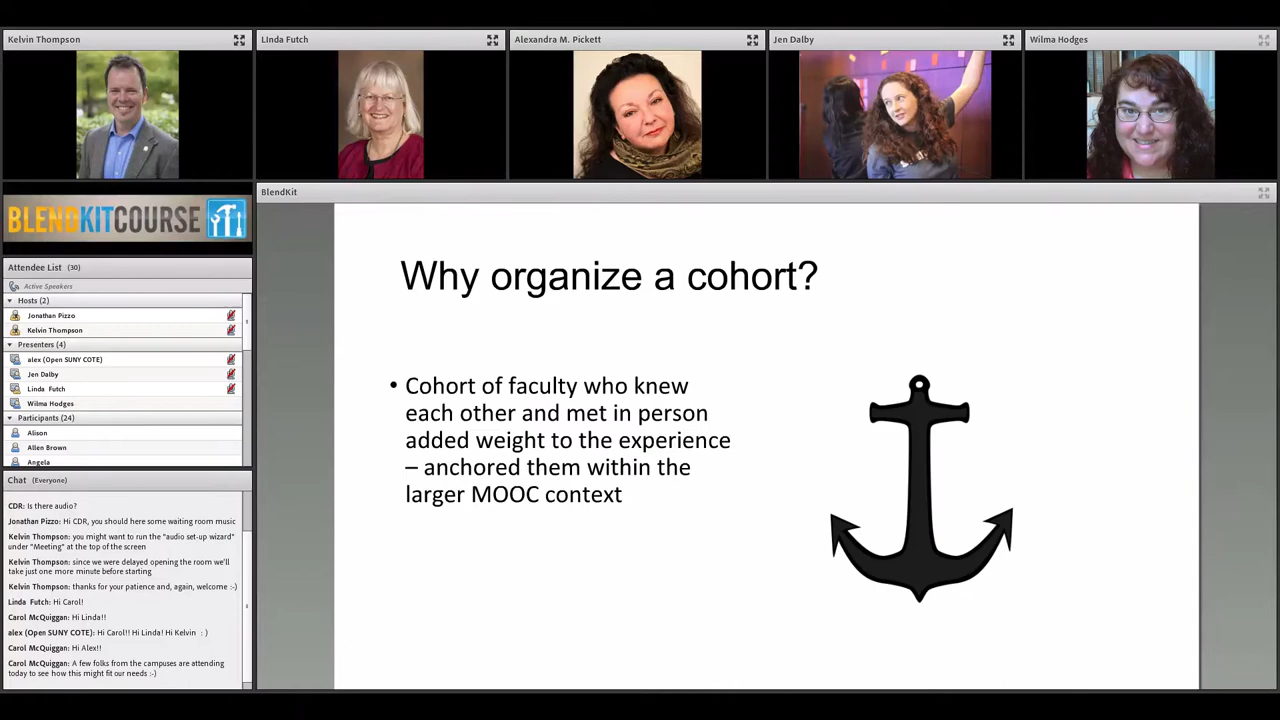 Kelvin Thompson
LInda Futch
Alexandra M. Pickett
Jen Dalby
Wilma Hodges
BLENDKITCOURSE
BlendKit
Attendee List (30)
Active Speakers
Hosts (2)
Jonathan Pizzo
Kelvin Thompson
Presenters (4)
alex (Open SUNY COTE)
Jen Dalby
Linda Futch
Wilma Hodges
Participants (24)
Alison
Allen Brown
Angela
Chat (Everyone)
CDR: Is there audio?
Jonathan Pizzo: Hi CDR, you should here some waiting room music
Kelvin Thompson: you might want to run the "audio set-up wizard"
under "Meeting" at the top of the screen
Kelvin Thompson: since we were delayed opening the room we'll
take just one more minute before starting
Kelvin Thompson: thanks for your patience and, again, welcome :-)
Linda Futch: Hi Carol!
Carol McQuiggan: Hi Linda!!
alex (Open SUNY COTE): Hi Carol!! Hi Linda! Hi Kelvin : )
Carol McQuiggan: Hi Alex!!
Carol McQuiggan: A few folks from the campuses are attending
today to see how this might fit our needs :-)
Why organize a cohort?
• Cohort of faculty who knew
each other and met in person
added weight to the experience
– anchored them within the
larger MOOC context